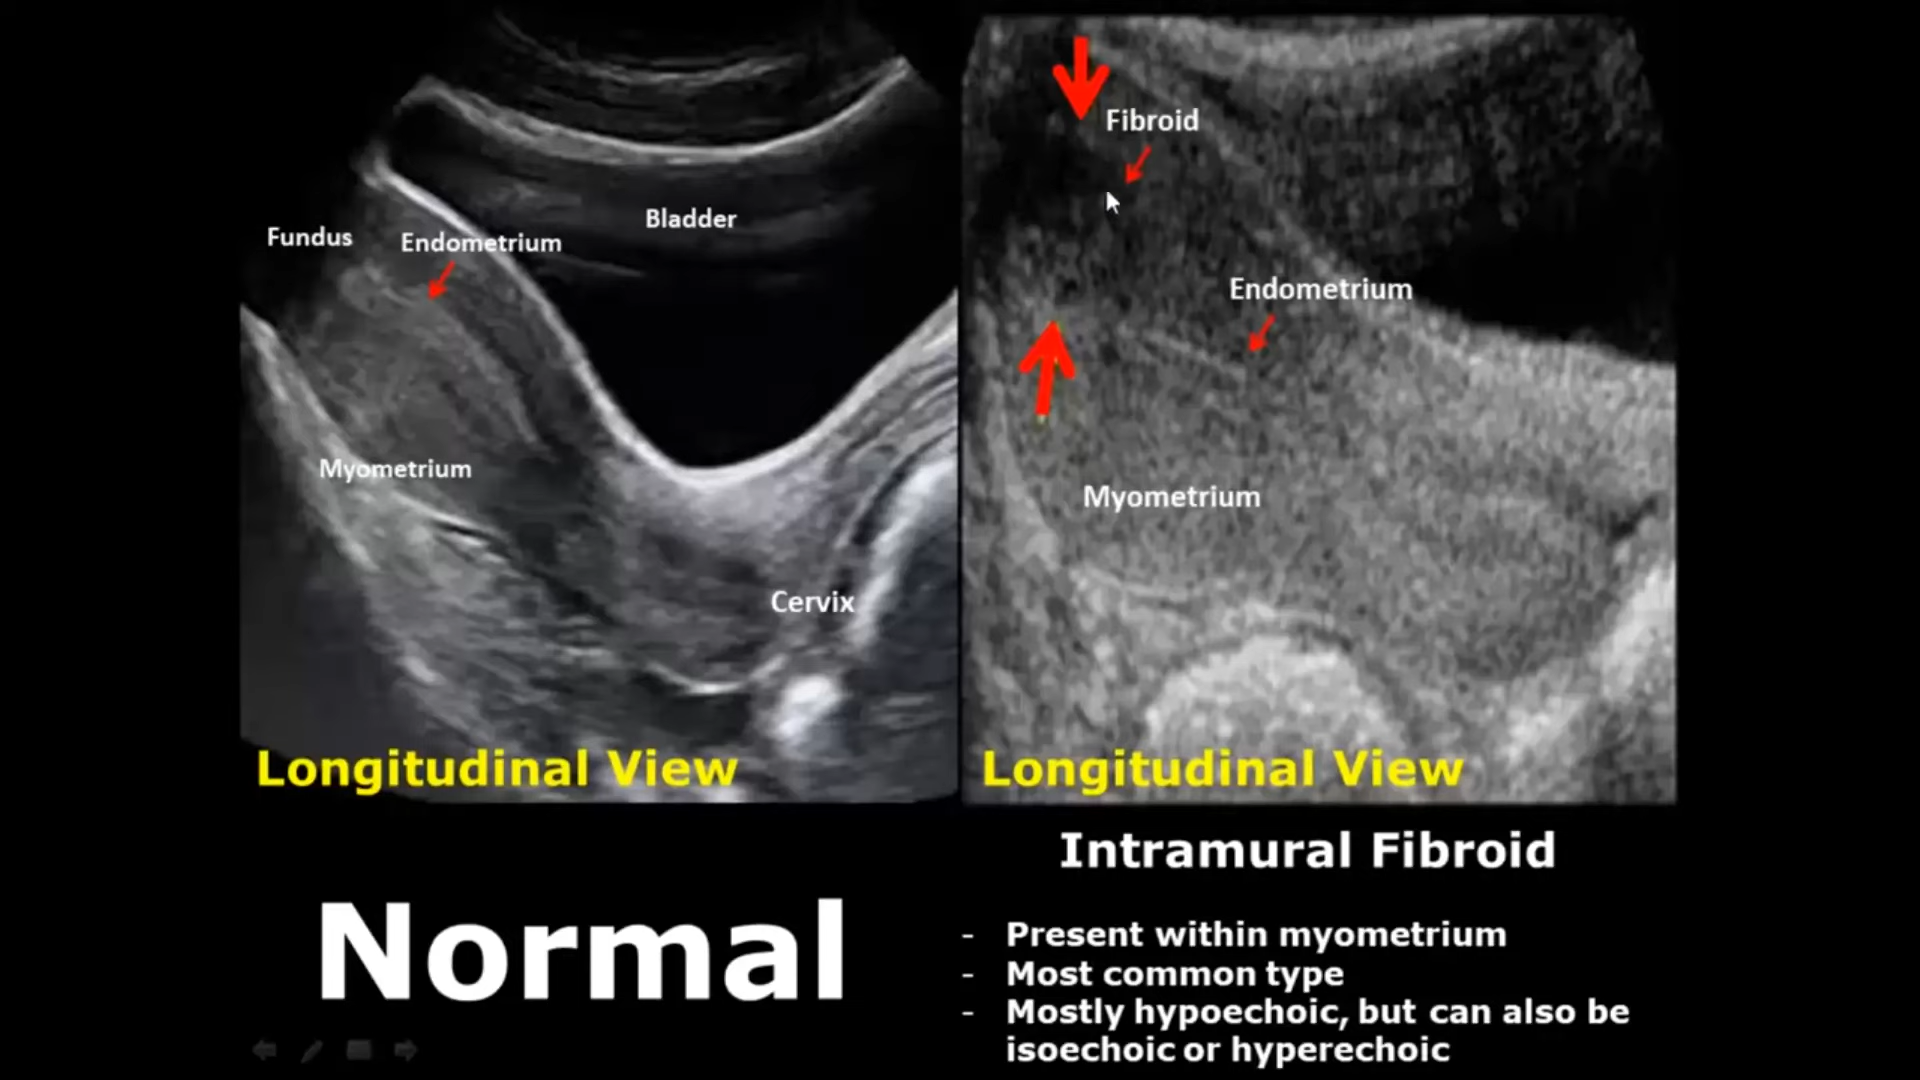 Fundus
Endometrium
Bladder
Myometrium
Cervix
Longitudinal View
Normal
Fibroid
Endometrium
Myometrium
Longitudinal View
Intramural Fibroid
- Present within myometrium
- Most common type
- Mostly hypoechoic, but can also be
isoechoic or hyperechoic